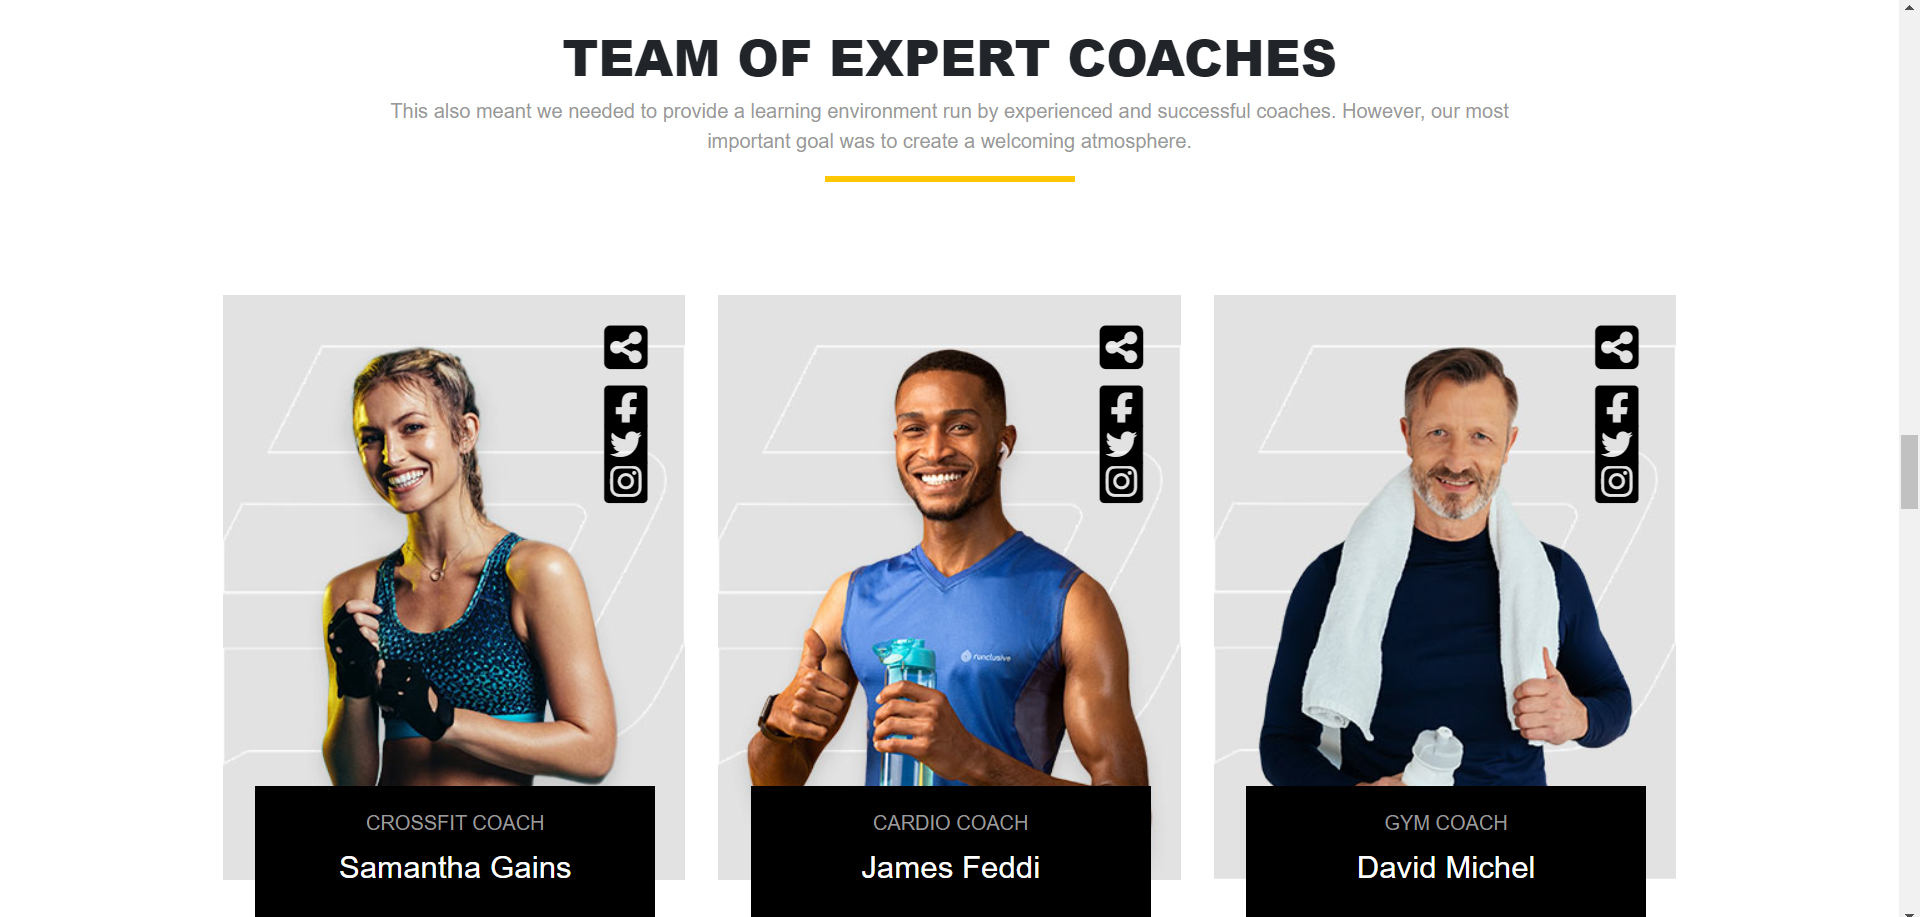 TEAM OF EXPERT COACHES
This also meant we needed to provide a learning environment run by experienced and successful coaches. However, our most
important goal was to create a welcoming atmosphere.
runclusive
CROSSFIT COACH
Samantha Gains
CARDIO COACH
James Feddi
GYM COACH
David Michel